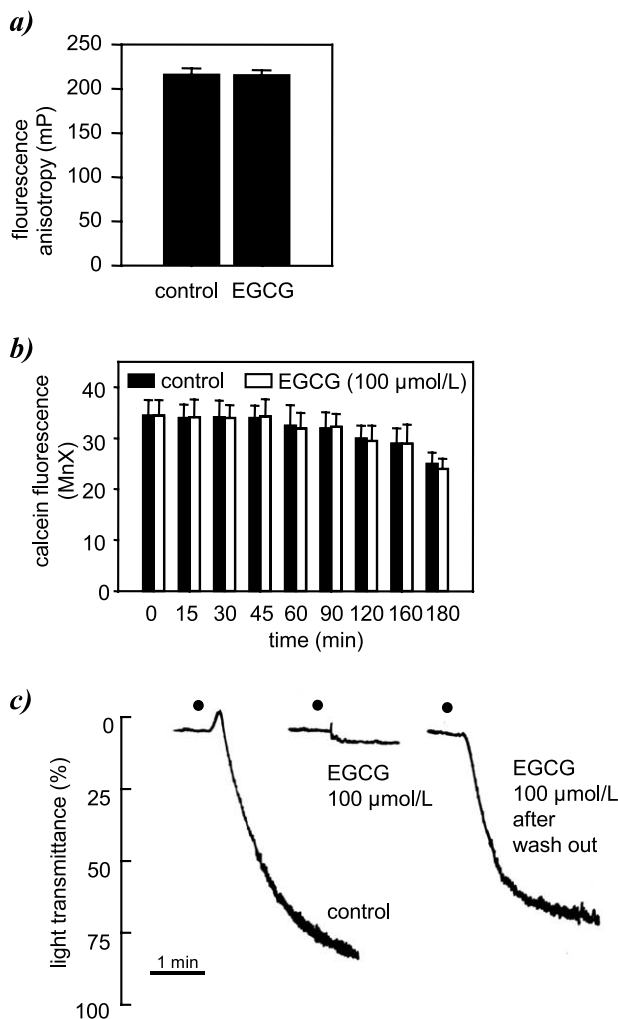 a)
flourescence
anisotropy (mP)
250
200
150
100
50
0
control EGCG
b)
calcein fluorescence
(MnX)
40
30
20
10
0
control EGCG (100 µmol/L)
0 15 30 45 60 90 120 160 180
time (min)
c)
light transmittance (%)
0
25
50
75
100
EGCG
100 µmol/L
EGCG
100 µmol/L
after
wash out
control
1 min